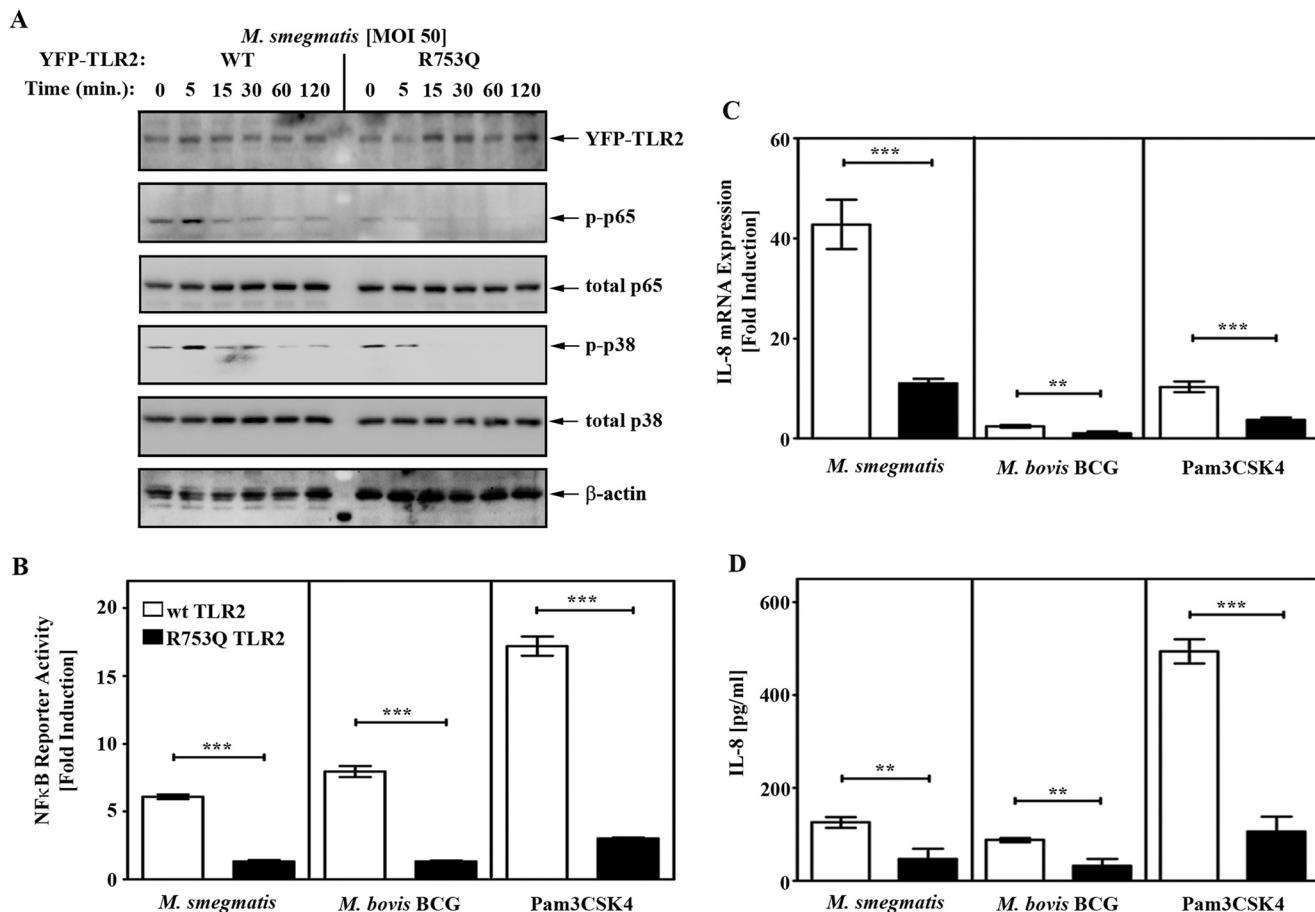 A
M. smegmatis [MOI 50]
YFP-TLR2: WT R753Q
Time (min.): 0 5 15 30 60 120 0 5 15 30 60 120
YFP-TLR2
p-p65
total p65
p-p38
total p38
β-actin
B
NFκB Reporter Activity
[Fold Induction]
20
15
10
5
0
wt TLR2
R753Q TLR2
***
***
***
M. smegmatis M. bovis BCG Pam3CSK4
C
IL-8 mRNA Expression
[Fold Induction]
60
40
20
0
***
**
***
M. smegmatis M. bovis BCG Pam3CSK4
D
IL-8 [pg/ml]
600
400
200
0
**
**
***
M. smegmatis M. bovis BCG Pam3CSK4